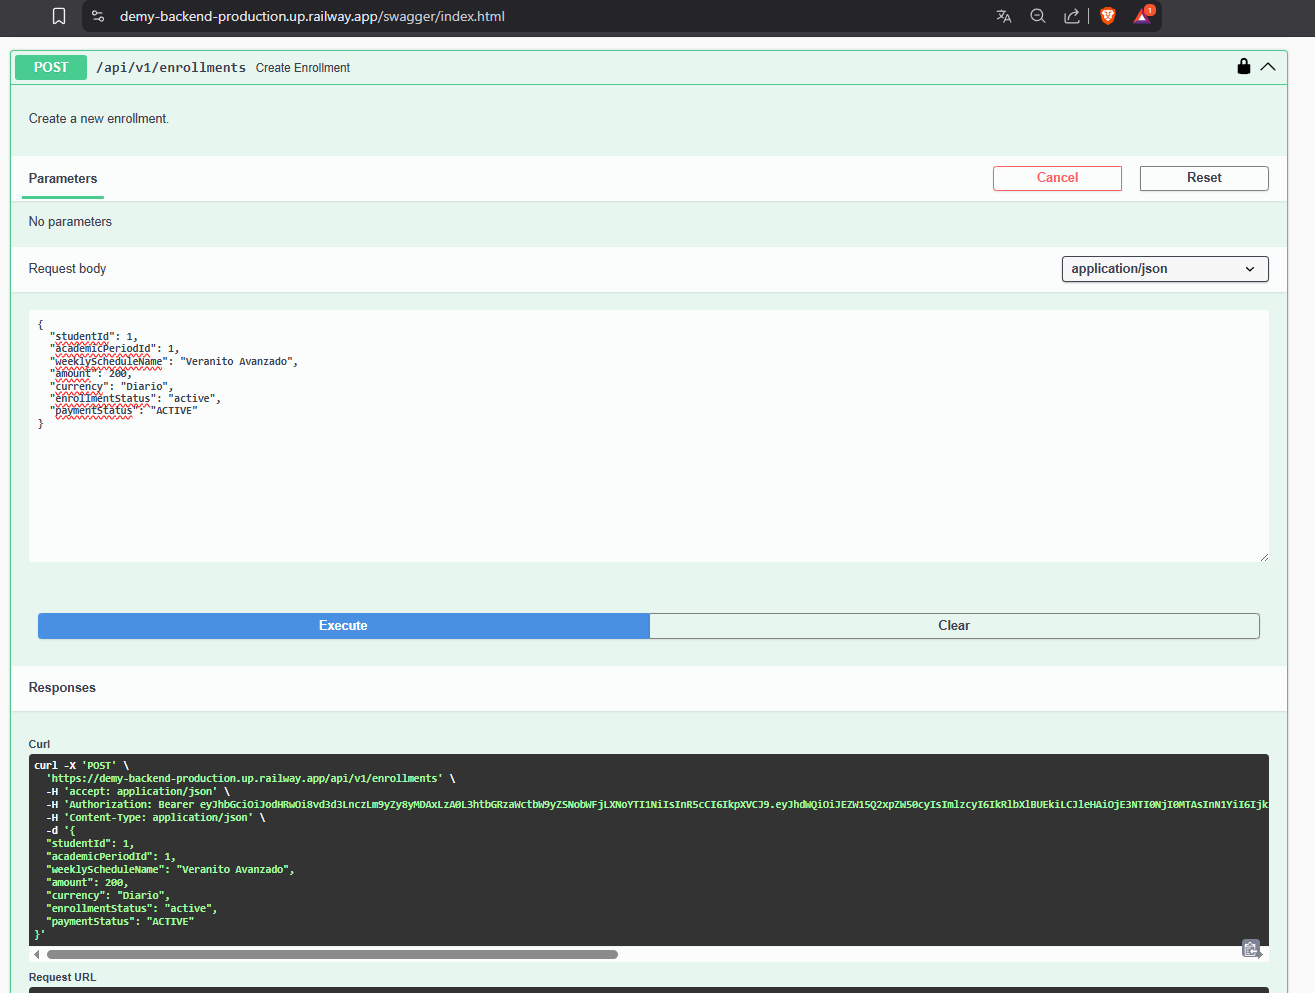 demy-backend-production.up.railway.app/swagger/index.html
1
POST /api/v1/enrollments Create Enrollment
Create a new enrollment.
Parameters
Cancel
Reset
No parameters
Request body
application/json
{
"studentId": 1,
"academicPeriodId": 1,
"weeklyScheduleName": "Veranito Avanzado",
"amount": 200,
"currency": "Diario",
"enrollmentStatus": "active",
"paymentStatus": "ACTIVE"
}
Execute
Clear
Responses
Curl
curl -X 'POST' \
'https://demy-backend-production.up.railway.app/api/v1/enrollments' \
-H 'accept: application/json' \
-H 'Authorization: Bearer
-H 'Content-Type: application/json' \
-d '{
"studentId": 1,
"academicPeriodId": 1,
"weeklyScheduleName": "Veranito Avanzado",
"amount": 200,
"currency": "Diario",
"enrollmentStatus": "active",
"paymentStatus": "ACTIVE"
}'
Request URL